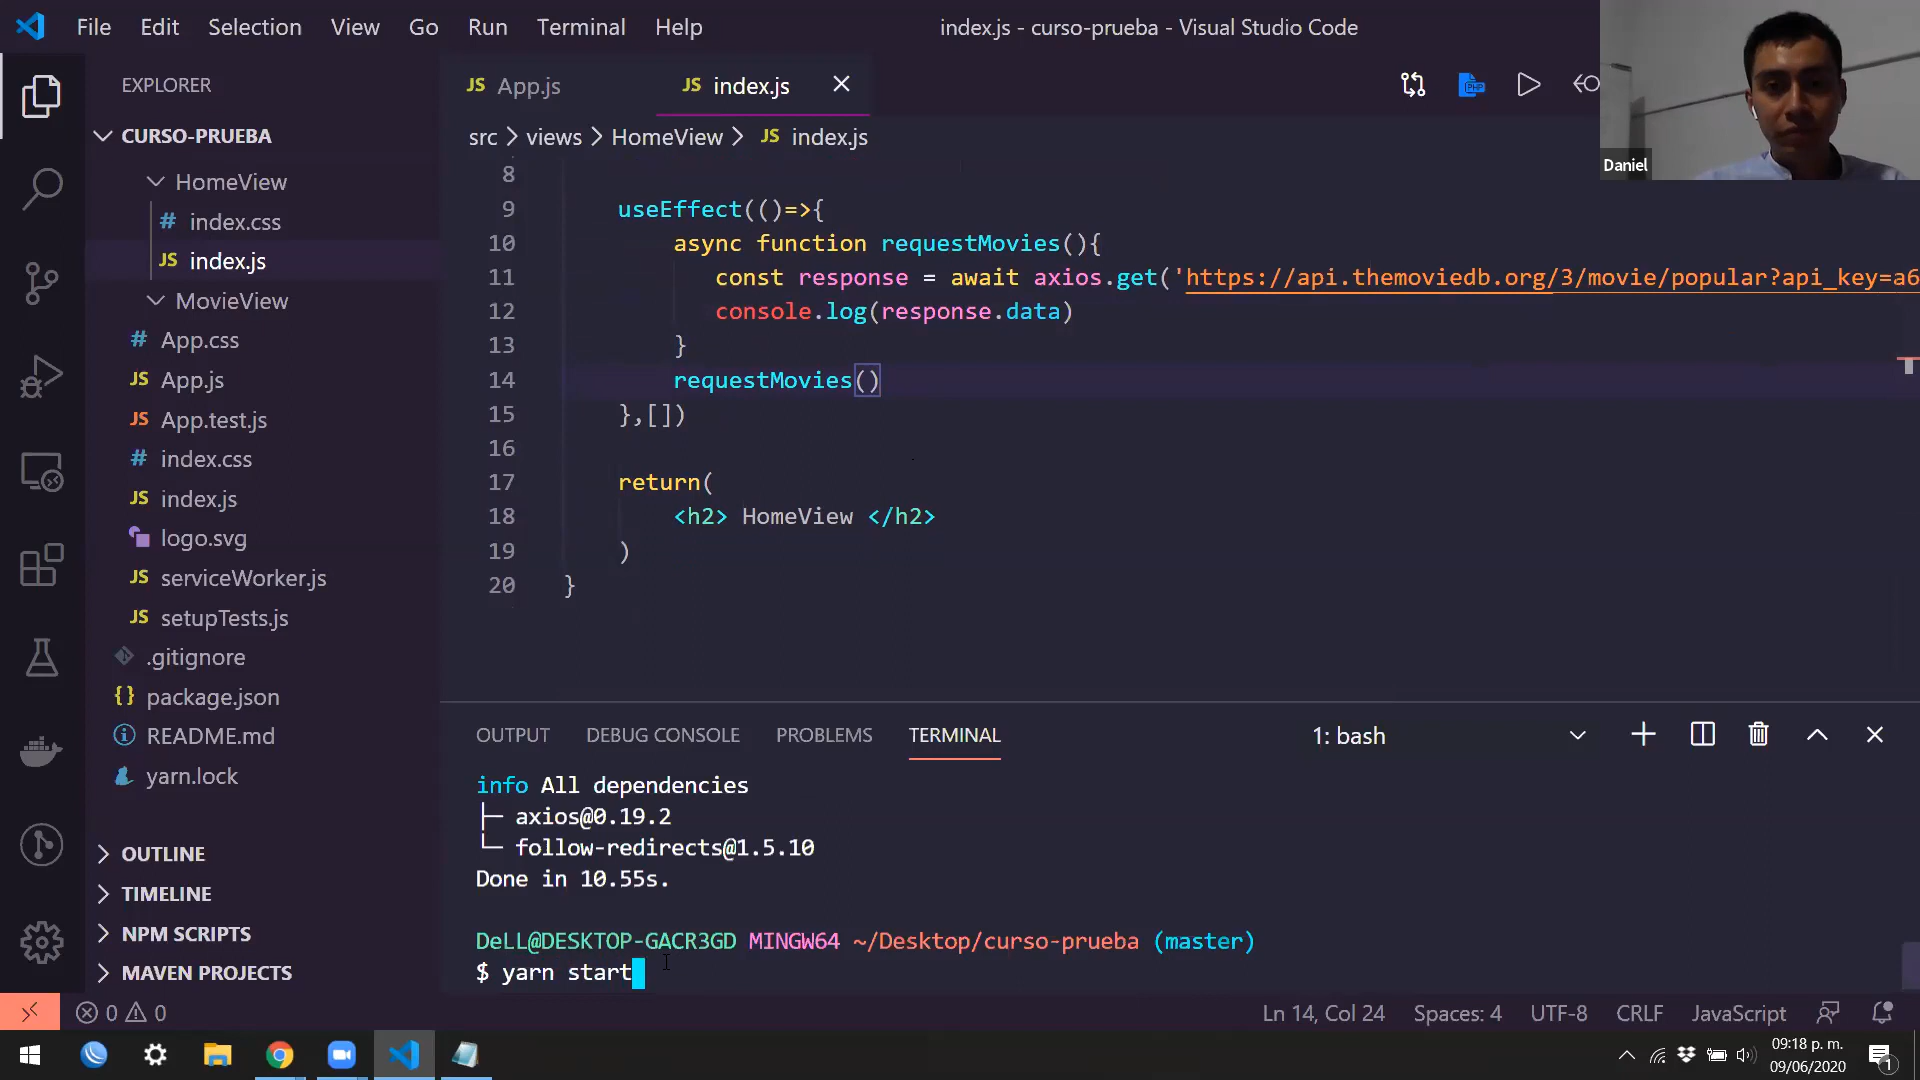 File Edit Selection View Go Run Terminal Help
index.js - curso-prueba - Visual Studio Code
Daniel
EXPLORER
CURSO-PRUEBA
HomeView
# index.css
JS index.js
MovieView
# App.css
JS App.js
JS App.test.js
# index.css
JS index.js
logo.svg
JS serviceWorker.js
JS setupTests.js
.gitignore
{} package.json
README.md
yarn.lock
OUTLINE
TIMELINE
NPM SCRIPTS
MAVEN PROJECTS
JS App.js
JS index.js
PHP
src > views > HomeView > JS index.js
8
9 useEffect(()=>{
10 async function requestMovies(){
11 const response = await axios.get('https://api.themoviedb.org/3/movie/popular?api_key=a6
12 console.log(response.data)
13 }
14 requestMovies()
15 },[])
16
17 return(
18 <h2> HomeView </h2>
19 )
20 }
OUTPUT DEBUG CONSOLE PROBLEMS TERMINAL
1: bash
info All dependencies
├─ axios@0.19.2
└─ follow-redirects@1.5.10
Done in 10.55s.
DeLL@DESKTOP-GACR3GD MINGW64 ~/Desktop/curso-prueba (master)
$ yarn start
0 0
Ln 14, Col 24 Spaces: 4 UTF-8 CRLF JavaScript
09:18 p. m.
09/06/2020
1